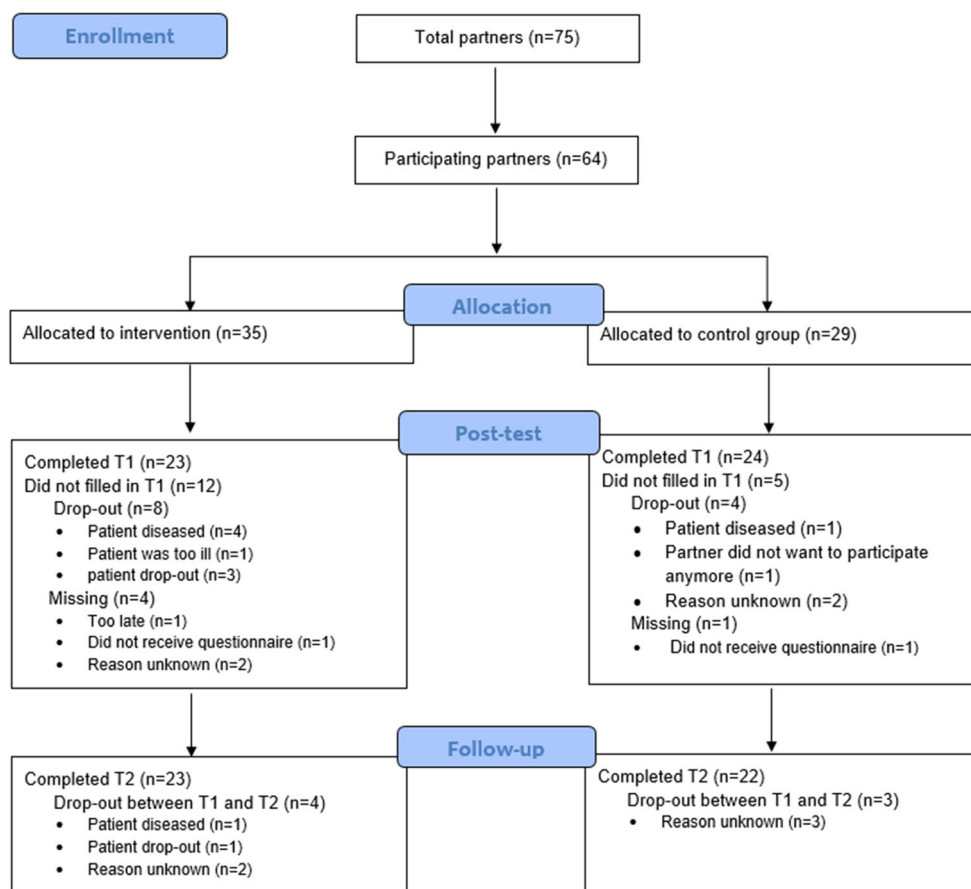 Enrollment
Total partners (n=75)
Participating partners (n=64)
Allocation
Allocated to intervention (n=35)
Allocated to control group (n=29)
Post-test
Completed T1 (n=23)
Did not filled in T1 (n=12)
Drop-out (n=8)
• Patient diseased (n=4)
• Patient was too ill (n=1)
• patient drop-out (n=3)
Missing (n=4)
• Too late (n=1)
• Did not receive questionnaire (n=1)
• Reason unknown (n=2)
Completed T1 (n=24)
Did not filled in T1 (n=5)
Drop-out (n=4)
• Patient diseased (n=1)
• Partner did not want to participate
anymore (n=1)
• Reason unknown (n=2)
Missing (n=1)
• Did not receive questionnaire (n=1)
Follow-up
Completed T2 (n=23)
Drop-out between T1 and T2 (n=4)
• Patient diseased (n=1)
• Patient drop-out (n=1)
• Reason unknown (n=2)
Completed T2 (n=22)
Drop-out between T1 and T2 (n=3)
• Reason unknown (n=3)